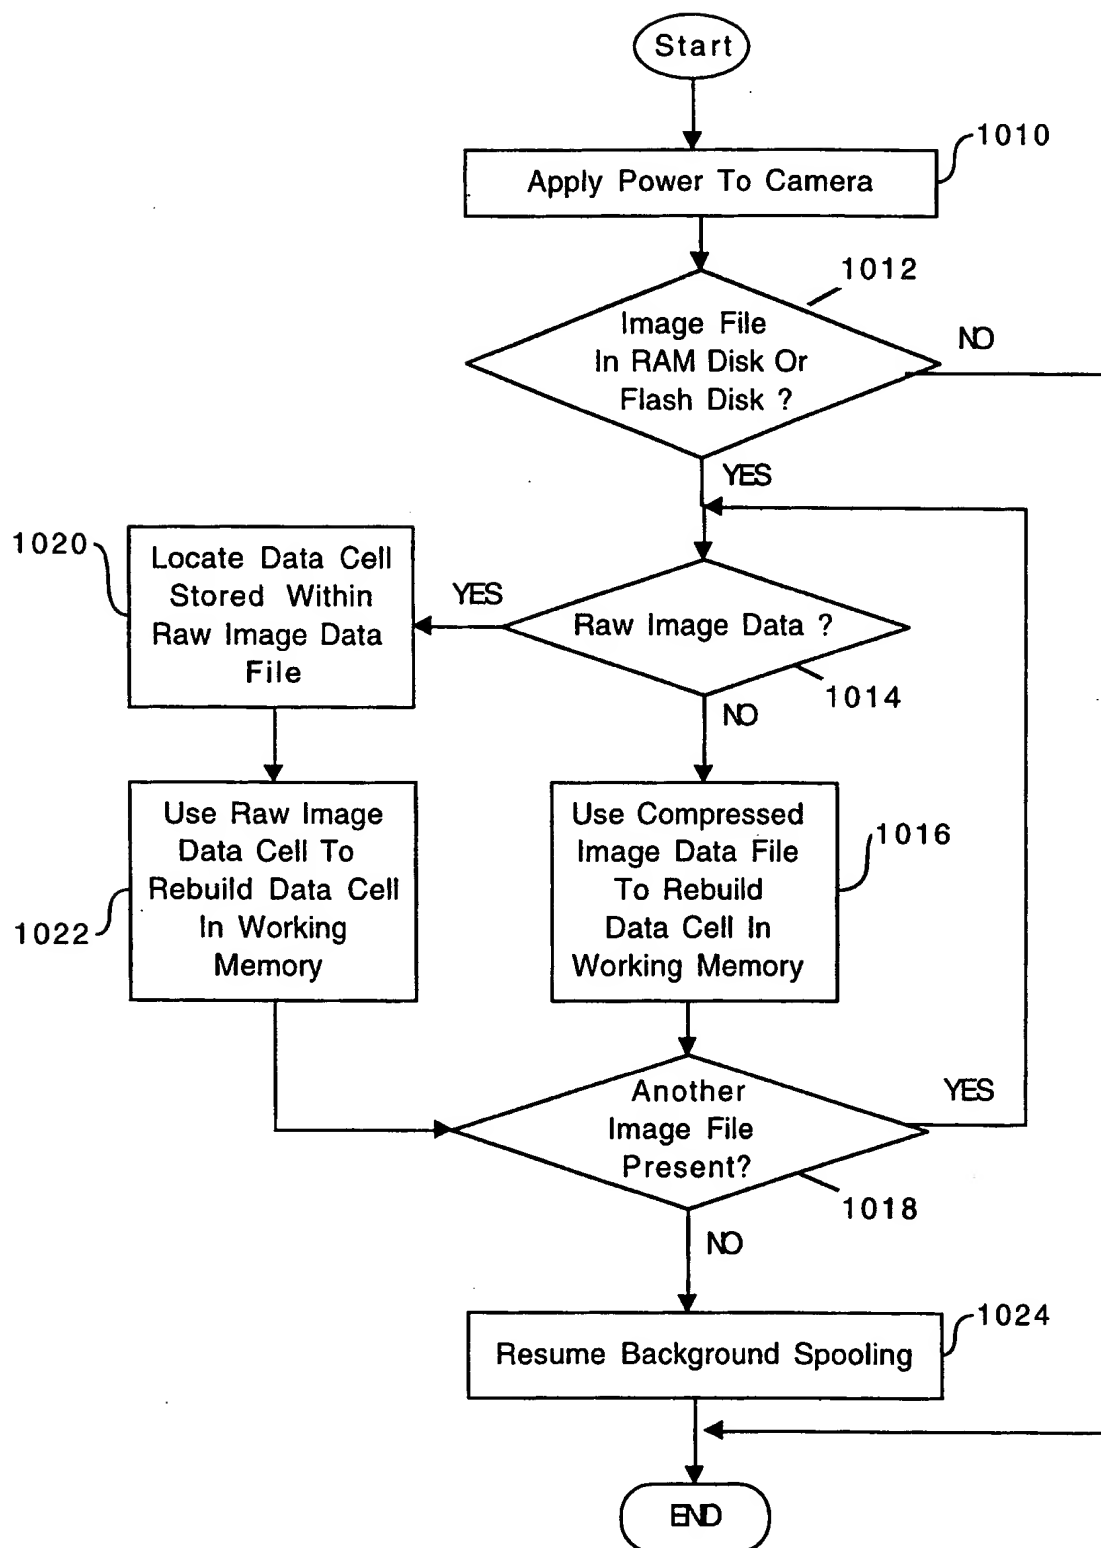 Start
1010
Apply Power To Camera
1012
Image File
In RAM Disk Or
Flash Disk ?
NO
YES
1020
Locate Data Cell
Stored Within
Raw Image Data
File
YES
Raw Image Data ?
1014
NO
Use Raw Image
Data Cell To
Rebuild Data Cell
In Working
Memory
1022
Use Compressed
Image Data File
To Rebuild
Data Cell In
Working Memory
1016
Another
Image File
Present?
YES
1018
NO
1024
Resume Background Spooling
END